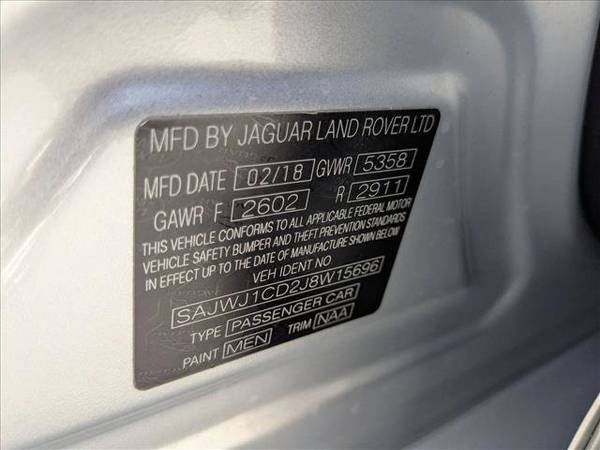 MFD BY JAGUAR LAND ROVER LTD
MFD DATE 02/18 GVWR 5358
GAWR F 2602 R 2911
THIS VEHICLE CONFORMS TO ALL APPLICABLE FEDERAL MOTOR
VEHICLE SAFETY BUMPER AND THEFT PREVENTION STANDARDS
IN EFFECT UP TO THE DATE OF MANUFACTURE SHOWN ABOVE.
VEH IDENT NO.
SAJWJ1CD2J8W15696
TYPE PASSENGER CAR
PAINT MEN TRIM NAA